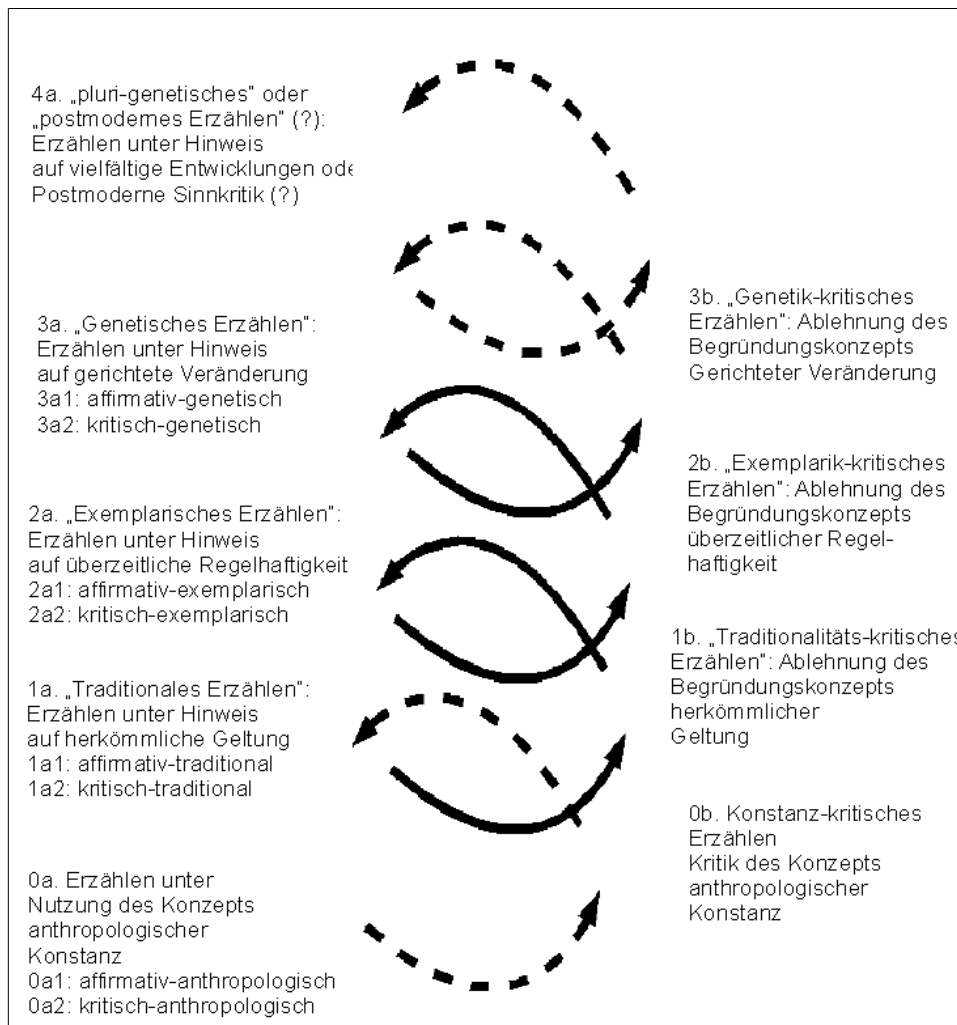 4a. „pluri-genetisches“ oder
„postmodernes Erzählen“ (?):
Erzählen unter Hinweis
auf vielfältige Entwicklungen ode
Postmoderne Sinnkritik (?)
3a. „Genetisches Erzählen“:
Erzählen unter Hinweis
auf gerichtete Veränderung
3a1: affirmativ-genetisch
3a2: kritisch-genetisch
3b. „Genetik-kritisches
Erzählen“: Ablehnung des
Begründungskonzepts
Gerichteter Veränderung
2a. „Exemplarisches Erzählen“:
Erzählen unter Hinweis
auf überzeitliche Regelhaftigkeit
2a1: affirmativ-exemplarisch
2a2: kritisch-exemplarisch
2b. „Exemplarik-kritisches
Erzählen“: Ablehnung des
Begründungskonzepts
überzeitlicher Regel-
haftigkeit
1a. „Traditionales Erzählen“:
Erzählen unter Hinweis
auf herkömmliche Geltung
1a1: affirmativ-traditional
1a2: kritisch-traditional
1b. „Traditionalitäts-kritisches
Erzählen“: Ablehnung des
Begründungskonzepts
herkömmlicher
Geltung
0a. Erzählen unter
Nutzung des Konzepts
anthropologischer
Konstanz
0a1: affirmativ-anthropologisch
0a2: kritisch-anthropologisch
0b. Konstanz-kritisches
Erzählen
Kritik des Konzepts
anthropologischer
Konstanz